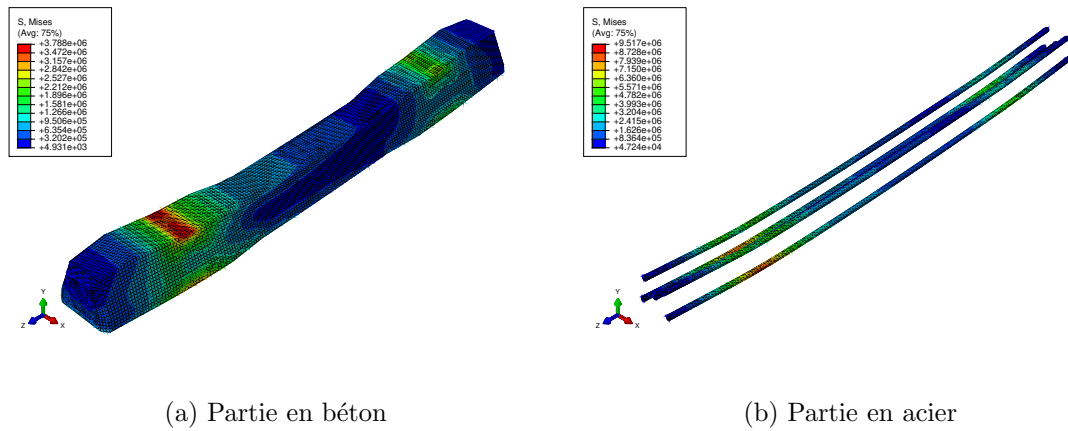 S, Mises
(Avg: 75%)
+3.788e+06
+3.472e+06
+3.157e+06
+2.842e+06
+2.527e+06
+2.212e+06
+1.896e+06
+1.581e+06
+1.266e+06
+9.506e+05
+6.354e+05
+3.202e+05
+4.931e+03
Y
Z
X
S, Mises
(Avg: 75%)
+9.517e+06
+8.728e+06
+7.939e+06
+7.150e+06
+6.360e+06
+5.571e+06
+4.782e+06
+3.993e+06
+3.204e+06
+2.415e+06
+1.626e+06
+8.364e+05
+4.724e+04
Y
Z
X
(a) Partie en béton
(b) Partie en acier